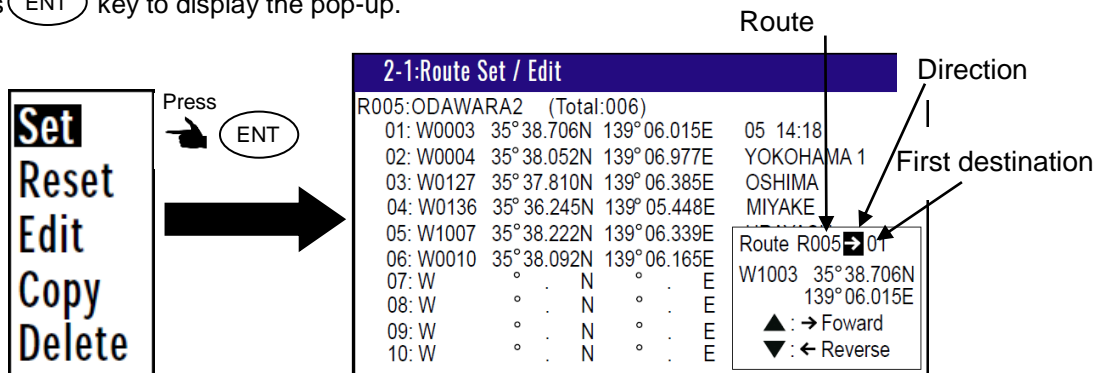 s ENT key to display the pop-up.
Route
Direction
First destination
Set
Reset
Edit
Copy
Delete
Press
ENT
2-1:Route Set / Edit
R005:ODAWARA2 (Total:006)
01: W0003 35°38.706N 139°06.015E 05 14:18
02: W0004 35°38.052N 139°06.977E YOKOHAMA 1
03: W0127 35°37.810N 139°06.385E OSHIMA
04: W0136 35°36.245N 139°05.448E MIYAKE
05: W1007 35°38.222N 139°06.339E
06: W0010 35°38.092N 139°06.165E
07: W ° . N ° . E
08: W ° . N ° . E
09: W ° . N ° . E
10: W ° . N ° . E
Route R005→01
W1003 35°38.706N
139°06.015E
▲ : → Foward
▼ : ← Reverse